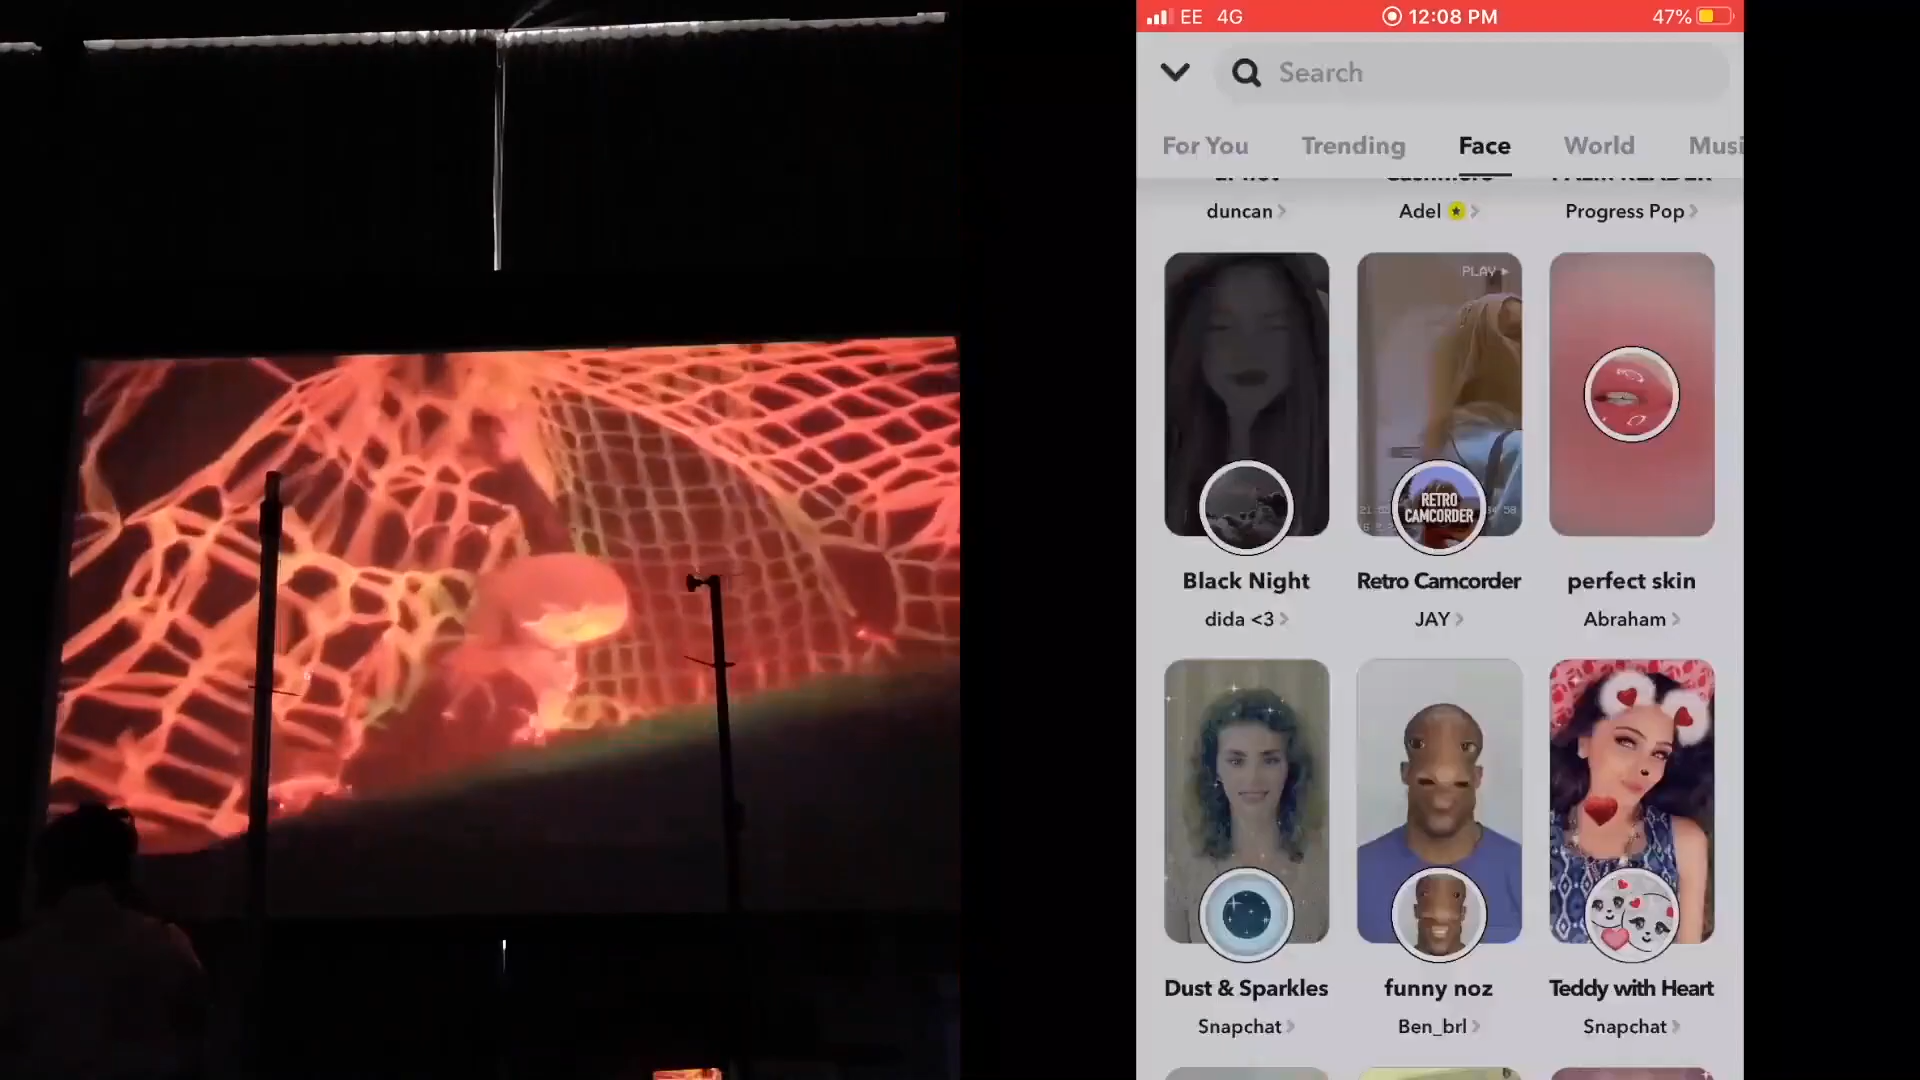 EE 4G 12:08 PM 47%
Search
For You Trending Face World Musi
duncan Adel Progress Pop
PLAY
RETRO
CAMCORDER
Black Night Retro Camcorder perfect skin
dida <3 JAY Abraham
Dust & Sparkles funny noz Teddy with Heart
Snapchat Ben_brl Snapchat